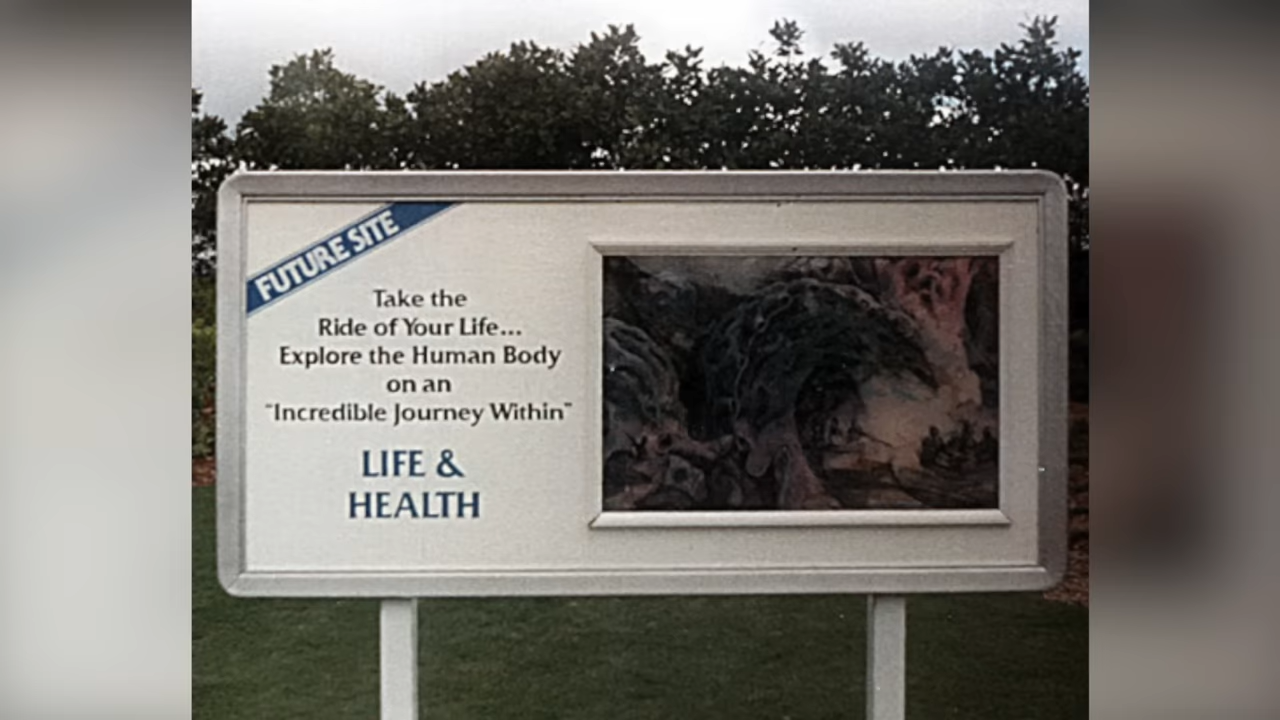 FUTURE SITE
Take the
Ride of Your Life...
Explore the Human Body
on an
"Incredible Journey Within"
LIFE &
HEALTH